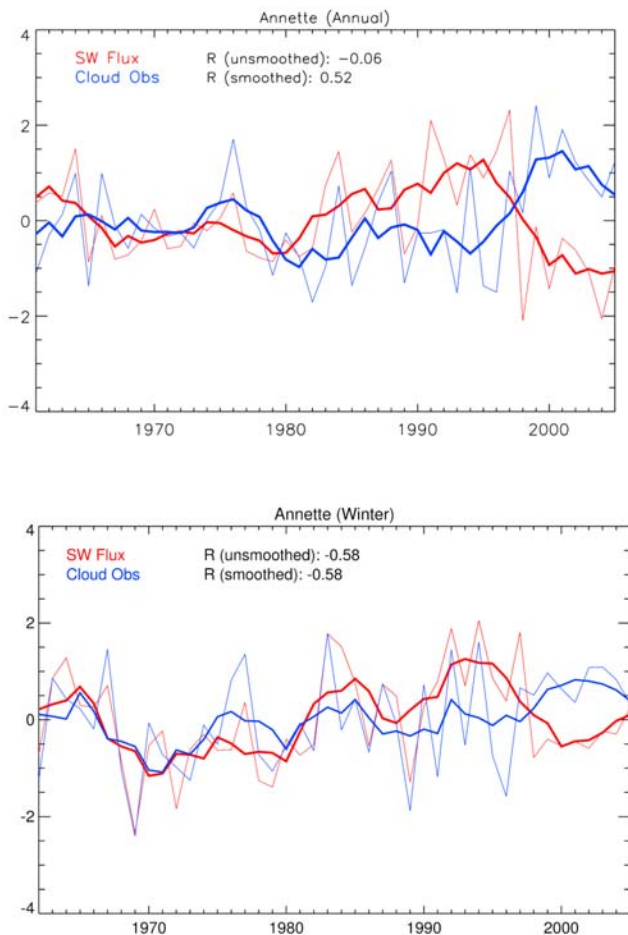 Annette (Annual)
4
SW Flux R (unsmoothed): -0.06
Cloud Obs R (smoothed): 0.52
2
0
-2
-4
1970 1980 1990 2000
Annette (Winter)
4
SW Flux R (unsmoothed): -0.58
Cloud Obs R (smoothed): -0.58
2
0
-2
-4
1970 1980 1990 2000